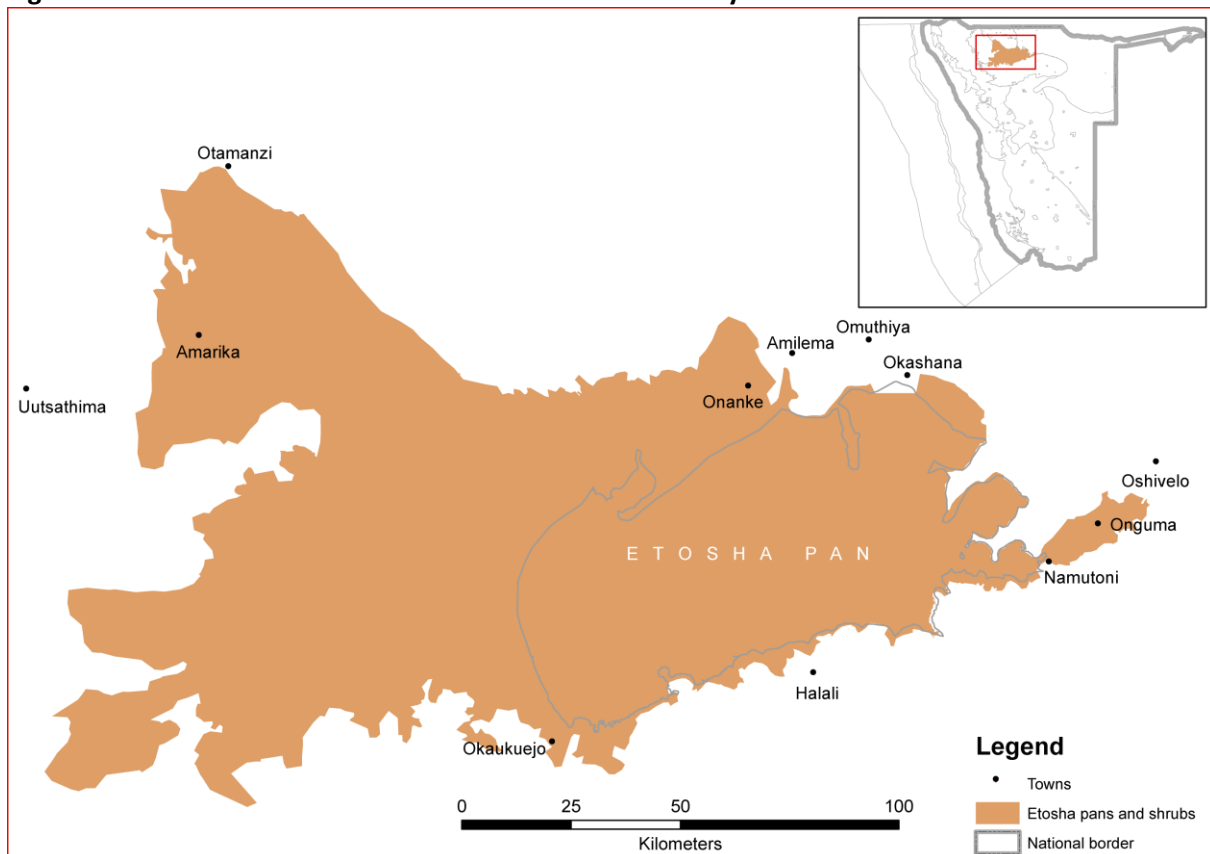 Otamanzi
Amarika
Uutsathima
Omuthiya
Amilema
Okashana
Onanke
Oshivelo
Onguma
ETOSHA PAN
Namutoni
Halali
Okaukuejo
Legend
Towns
Etosha pans and shrubs
National border
0 25 50 100
Kilometers